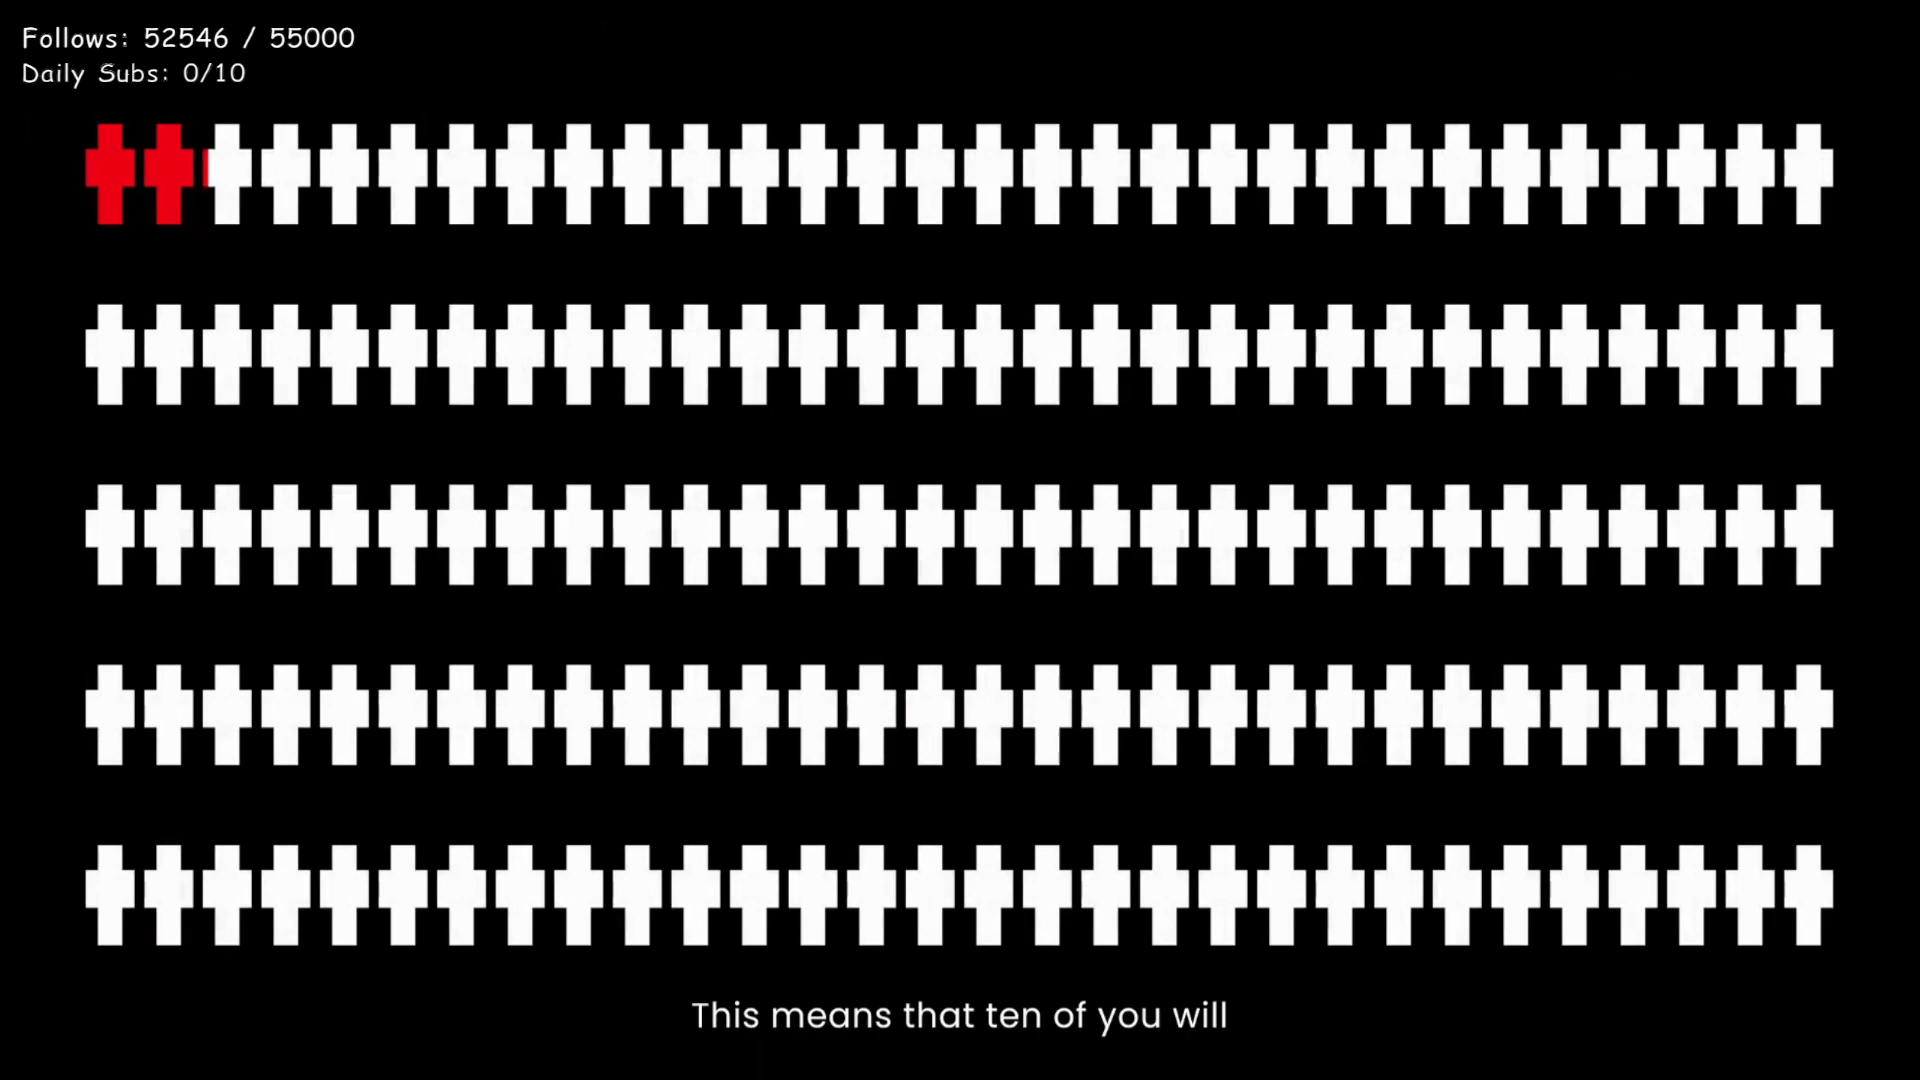 Follows: 52546 / 55000
Daily Subs: 0/10
This means that ten of you will